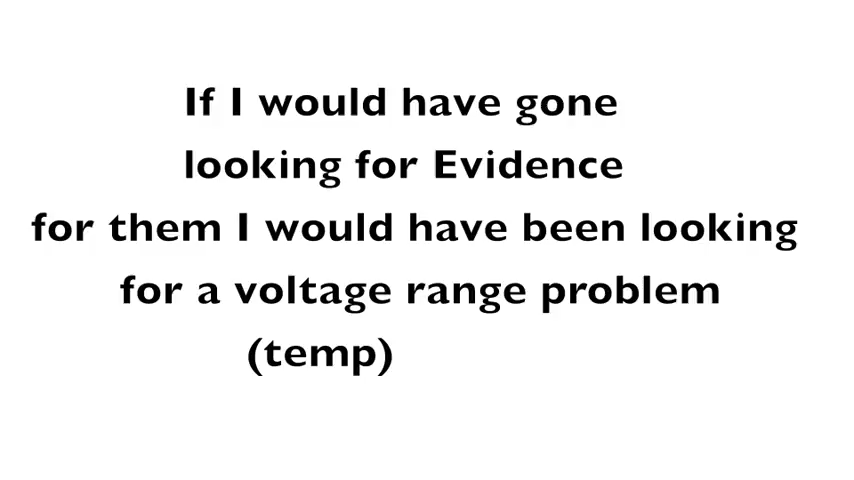 If I would have gone
looking for Evidence
for them I would have been looking
for a voltage range problem
(temp)